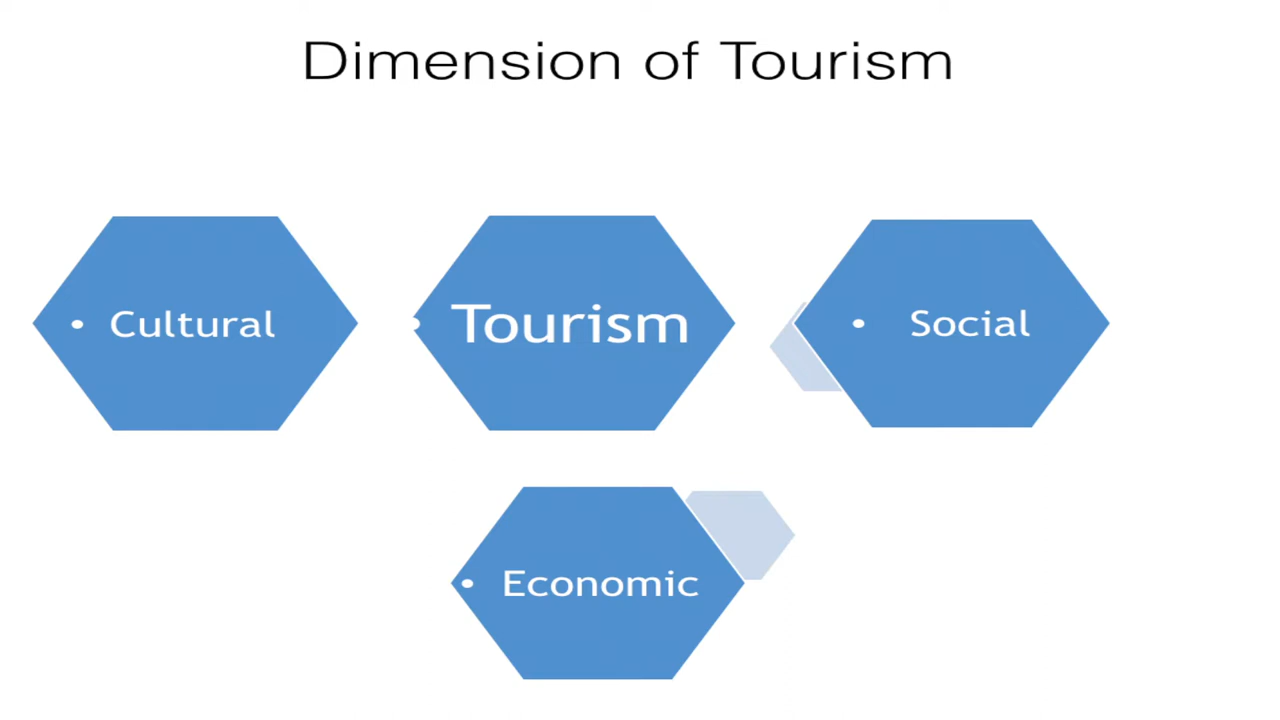 Dimension of Tourism
• Cultural
• Tourism
• Social
• Economic